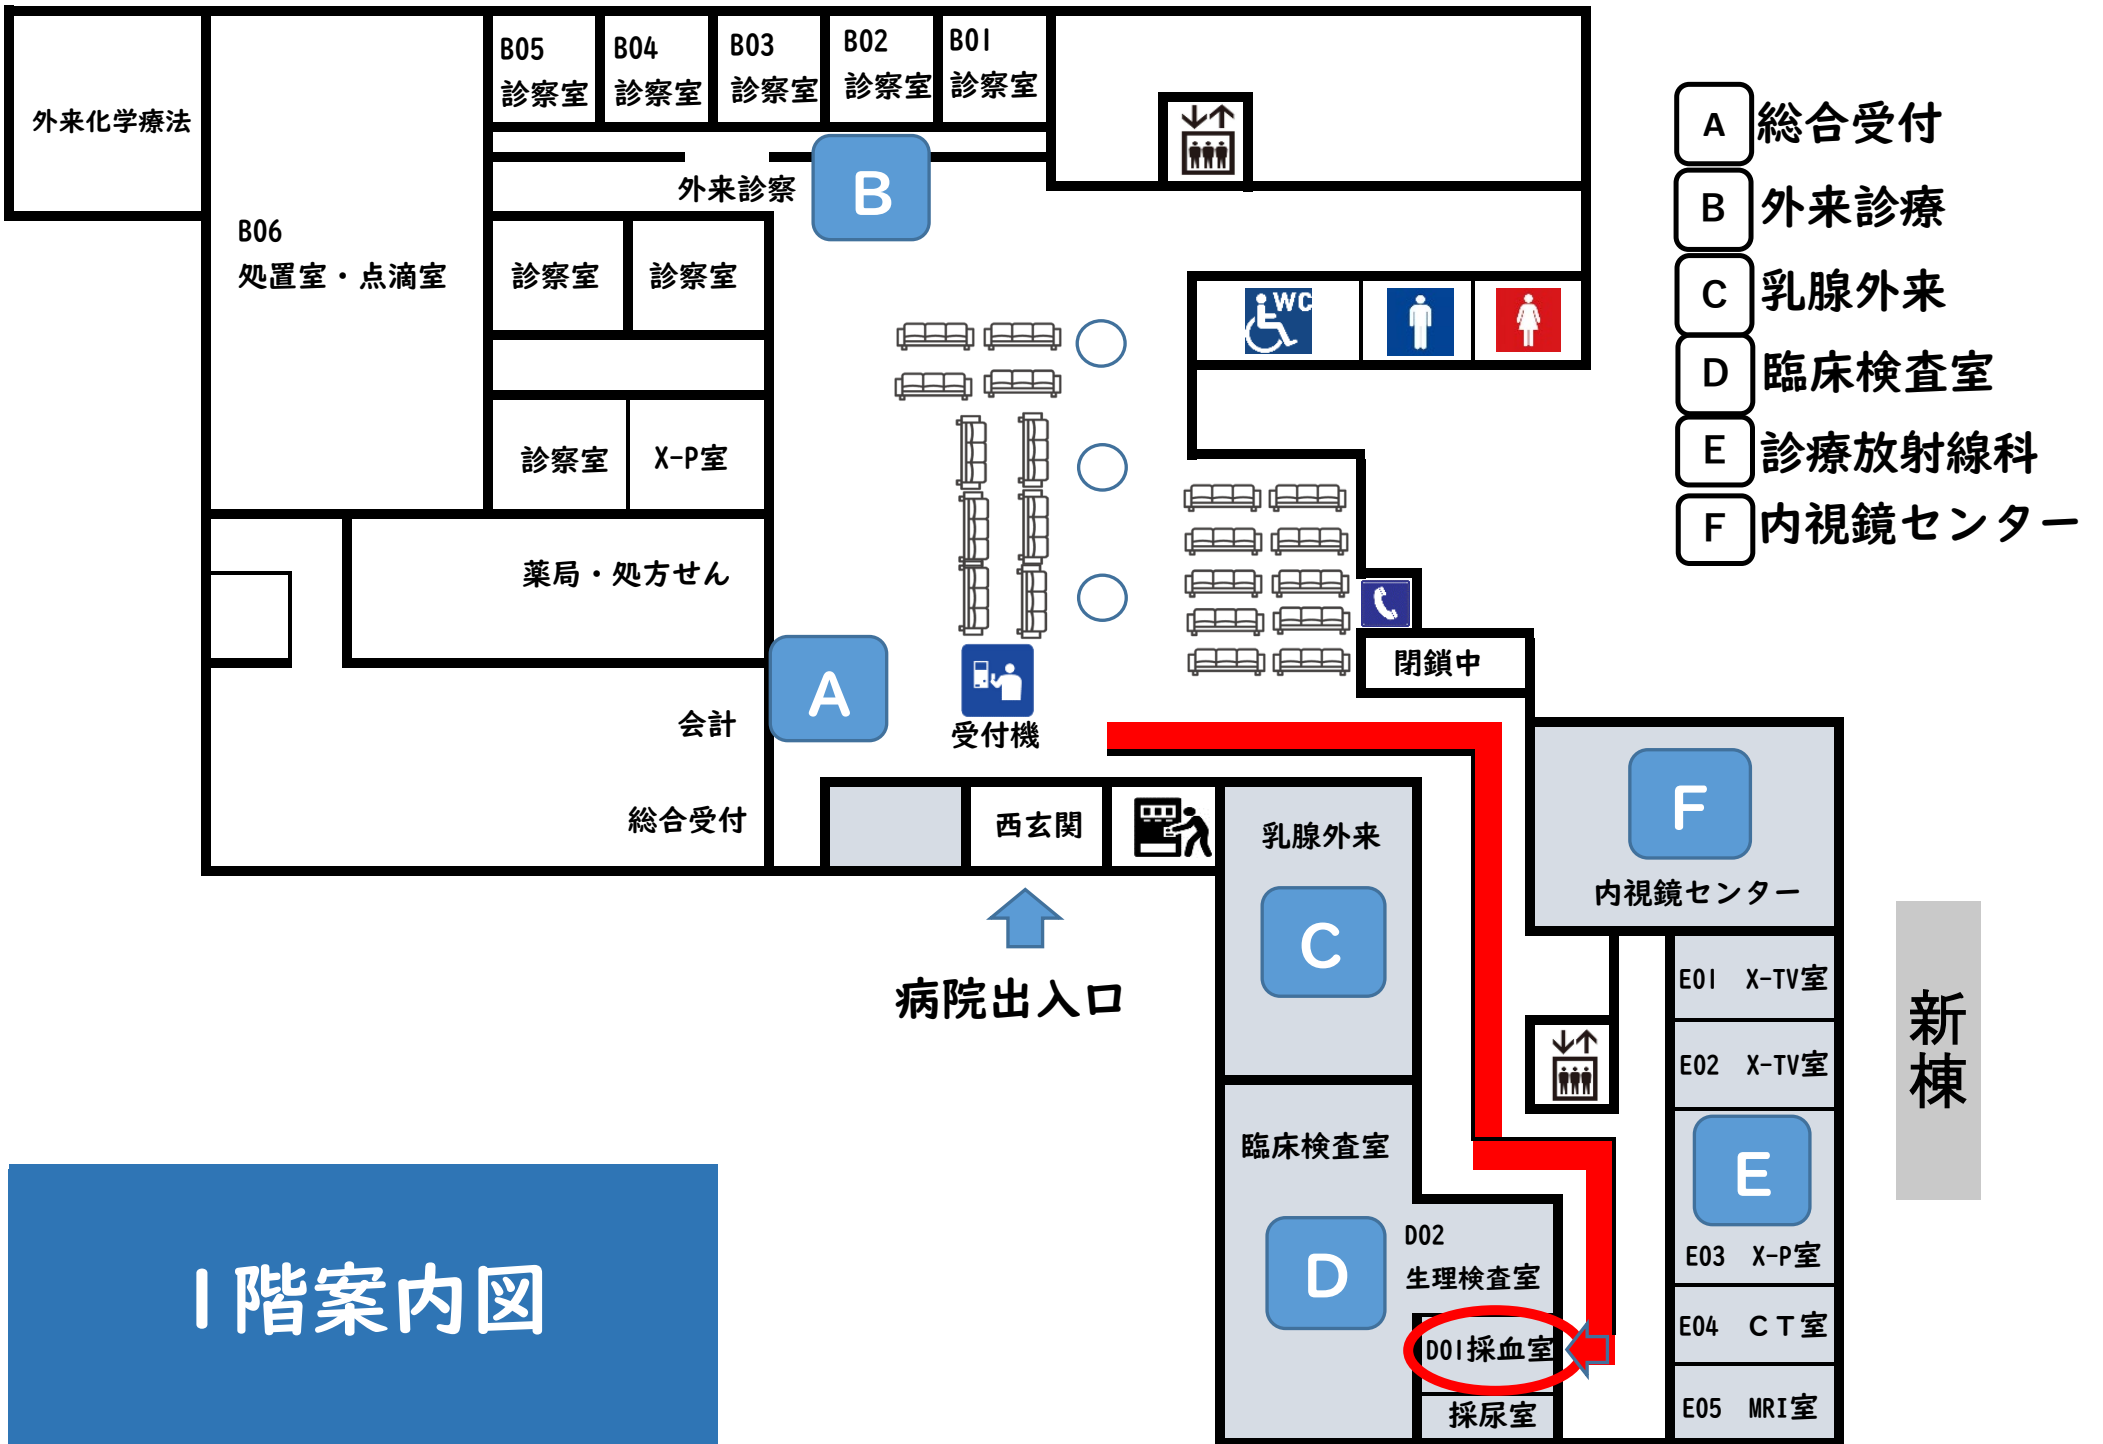 B05
診察室
B04
診察室
B03
診察室
B02
診察室
B01
診察室
外来化学療法
外来診察
B
B06
処置室・点滴室
診察室
診察室
WC
診察室
X-P室
薬局・処方せん
A
会計
受付機
総合受付
閉鎖中
西玄関
乳腺外来
C
病院出入口
臨床検査室
D
D02
生理検査室
D01採血室
採尿室
F
内視鏡センター
E01 X-TV室
E02 X-TV室
E
E03 X-P室
E04 CT室
E05 MRI室
新棟
A 総合受付
B 外来診療
C 乳腺外来
D 臨床検査室
E 診療放射線科
F 内視鏡センター
1階案内図